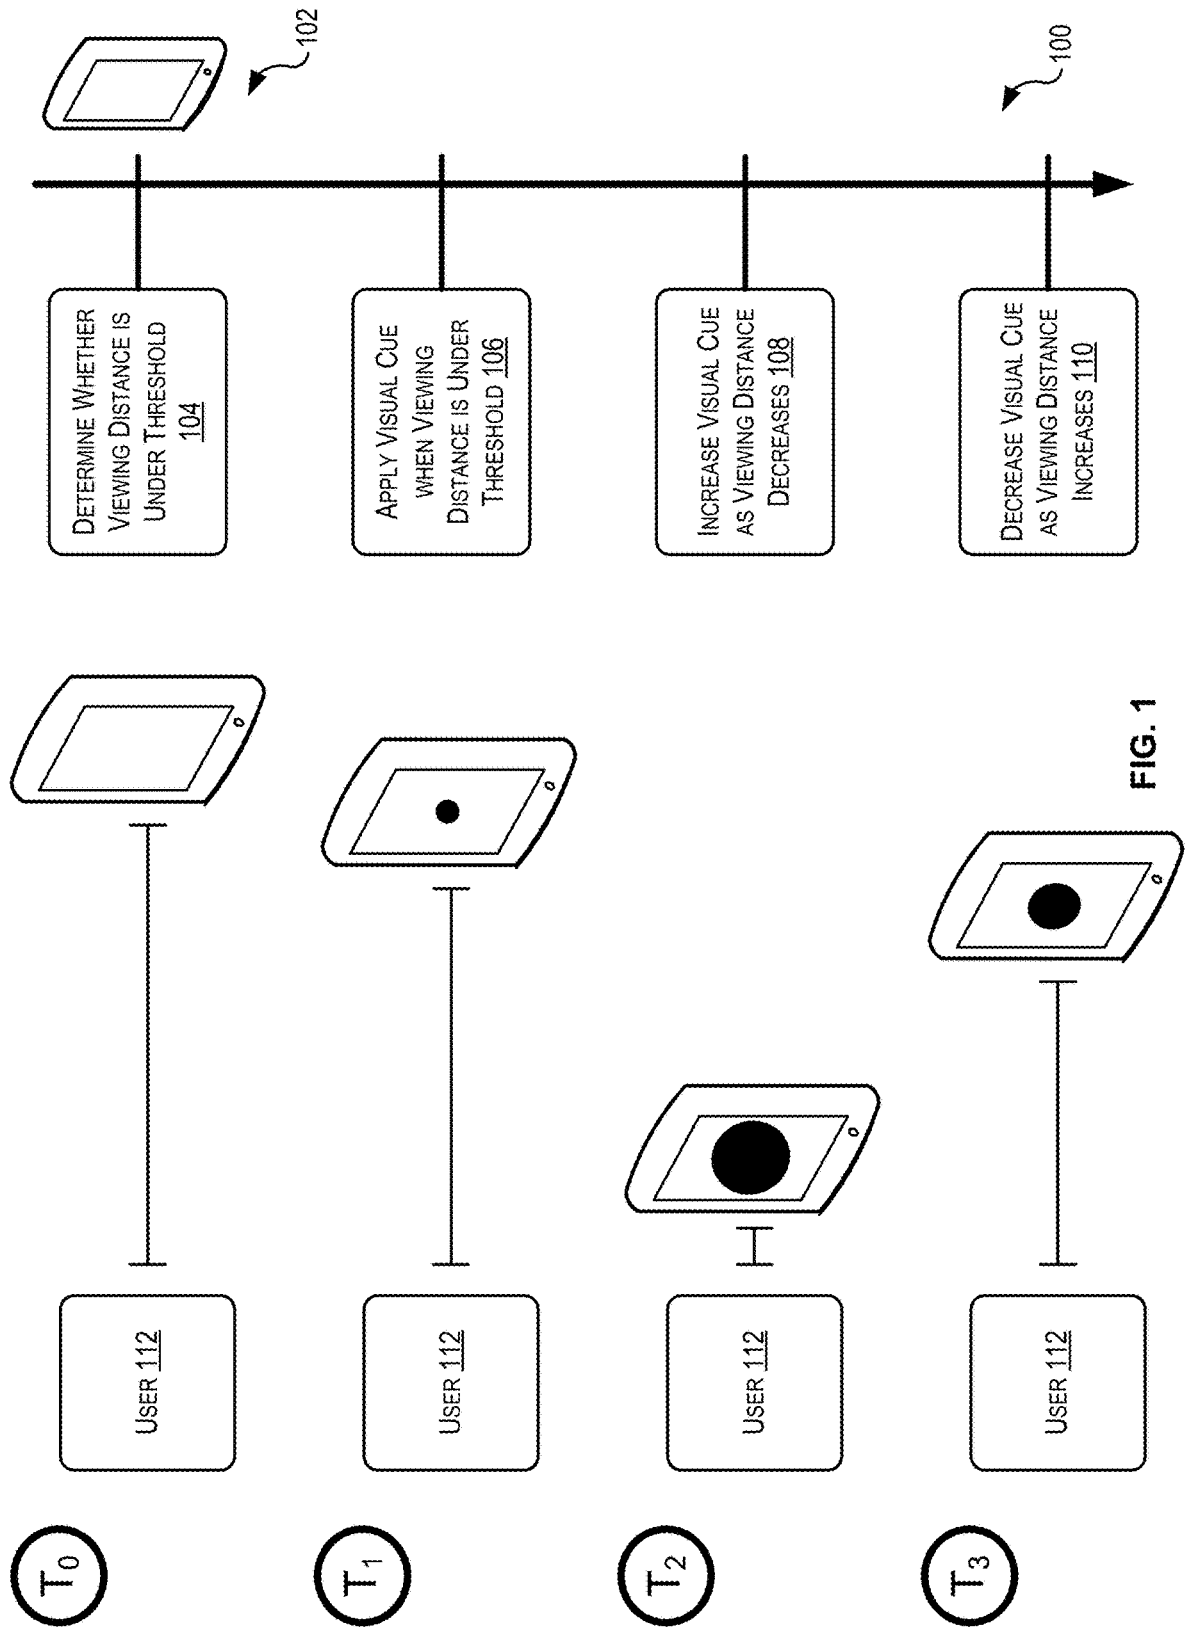 102
100
DETERMINE WHETHER
VIEWING DISTANCE IS
UNDER THRESHOLD
104
APPLY VISUAL CUE
WHEN VIEWING
DISTANCE IS UNDER
THRESHOLD 106
INCREASE VISUAL CUE
AS VIEWING DISTANCE
DECREASES 108
DECREASE VISUAL CUE
AS VIEWING DISTANCE
INCREASES 110
T0
USER 112
T1
USER 112
T2
USER 112
T3
USER 112
FIG. 1